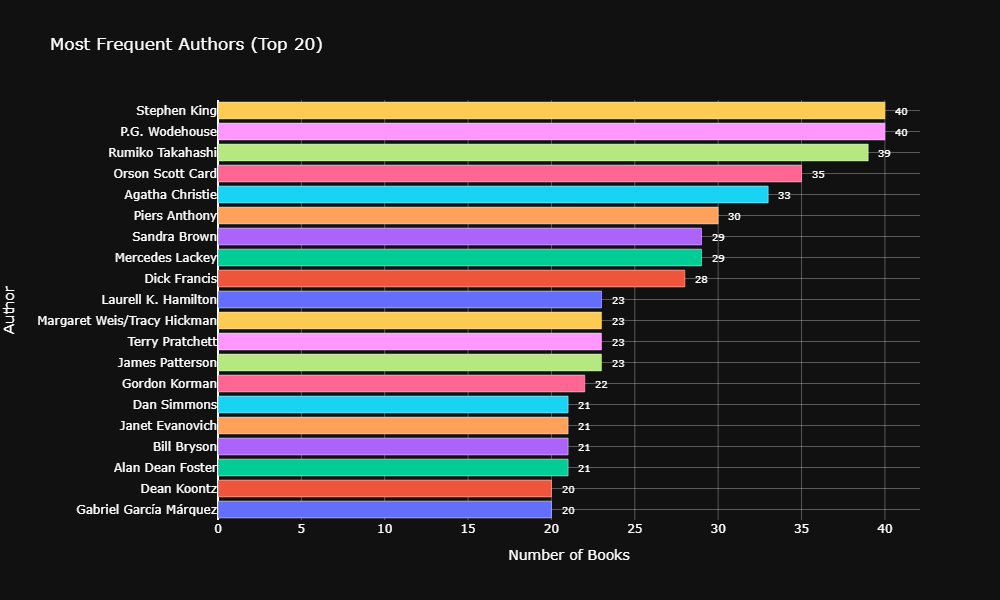 Most Frequent Authors (Top 20)
Author
Stephen King 40
P.G. Wodehouse 40
Rumiko Takahashi 39
Orson Scott Card 35
Agatha Christie 33
Piers Anthony 30
Sandra Brown 29
Mercedes Lackey 29
Dick Francis 28
Laurell K. Hamilton 23
Margaret Weis/Tracy Hickman 23
Terry Pratchett 23
James Patterson 23
Gordon Korman 22
Dan Simmons 21
Janet Evanovich 21
Bill Bryson 21
Alan Dean Foster 21
Dean Koontz 20
Gabriel García Márquez 20
0 5 10 15 20 25 30 35 40
Number of Books